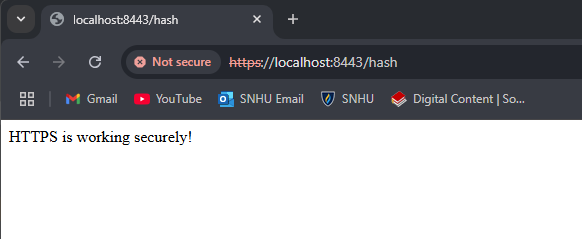 localhost:8443/hash
Not secure https://localhost:8443/hash
Gmail YouTube SNHU Email SNHU Digital Content | So...
HTTPS is working securely!